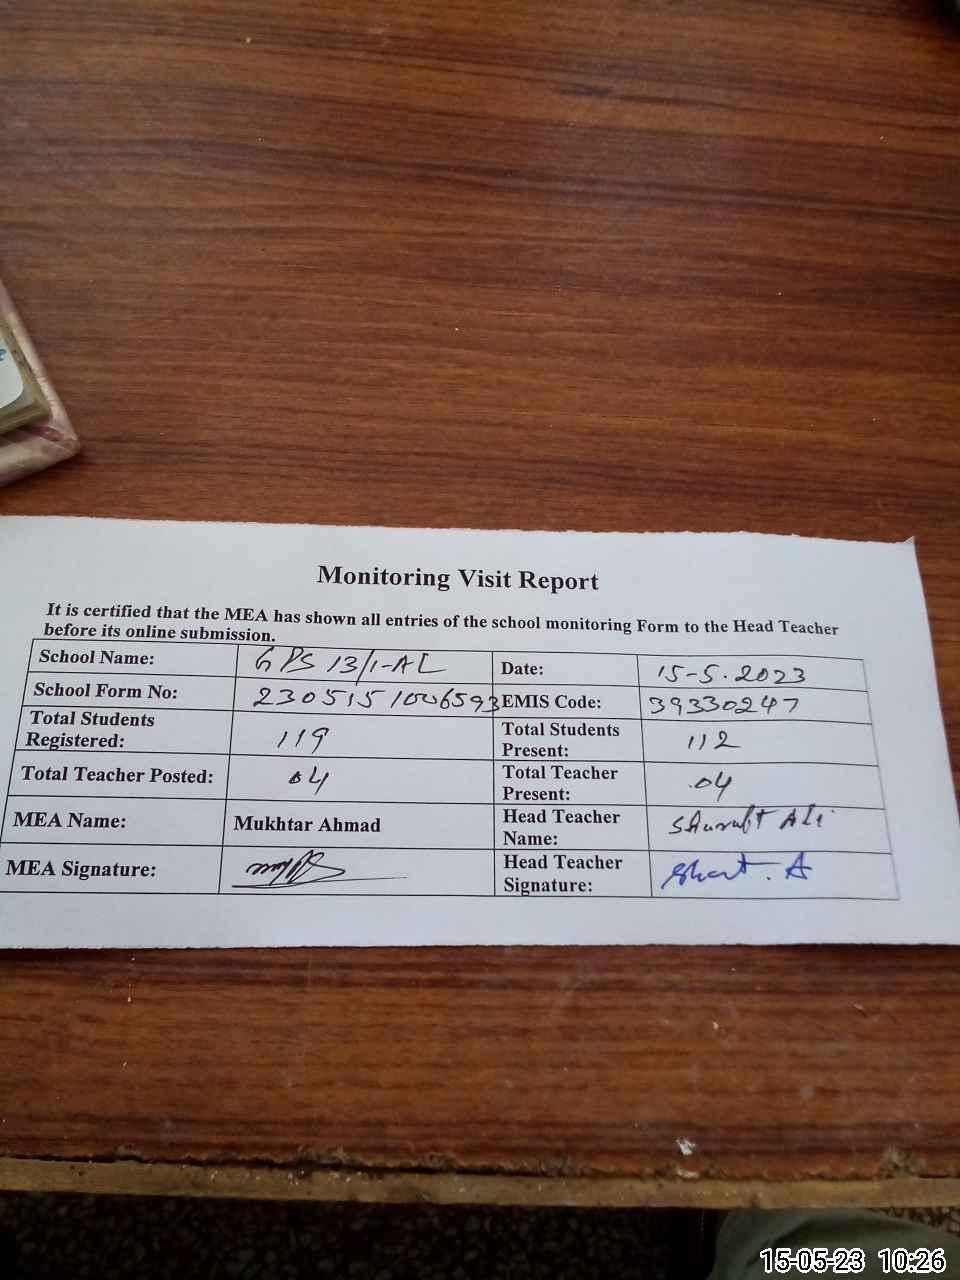 Monitoring Visit Report
It is certified that the MEA has shown all entries of the school monitoring Form to the Head Teacher
before its online submission.
School Name: GPS 13/1-AL Date: 15-5-2023
School Form No: 2305151006593 EMIS Code: 39330247
Total Students Registered: 119 Total Students Present: 112
Total Teacher Posted: 04 Total Teacher Present: 04
MEA Name: Mukhtar Ahmad Head Teacher Name: Ali
MEA Signature: Head Teacher Signature:
15-05-23 10:26